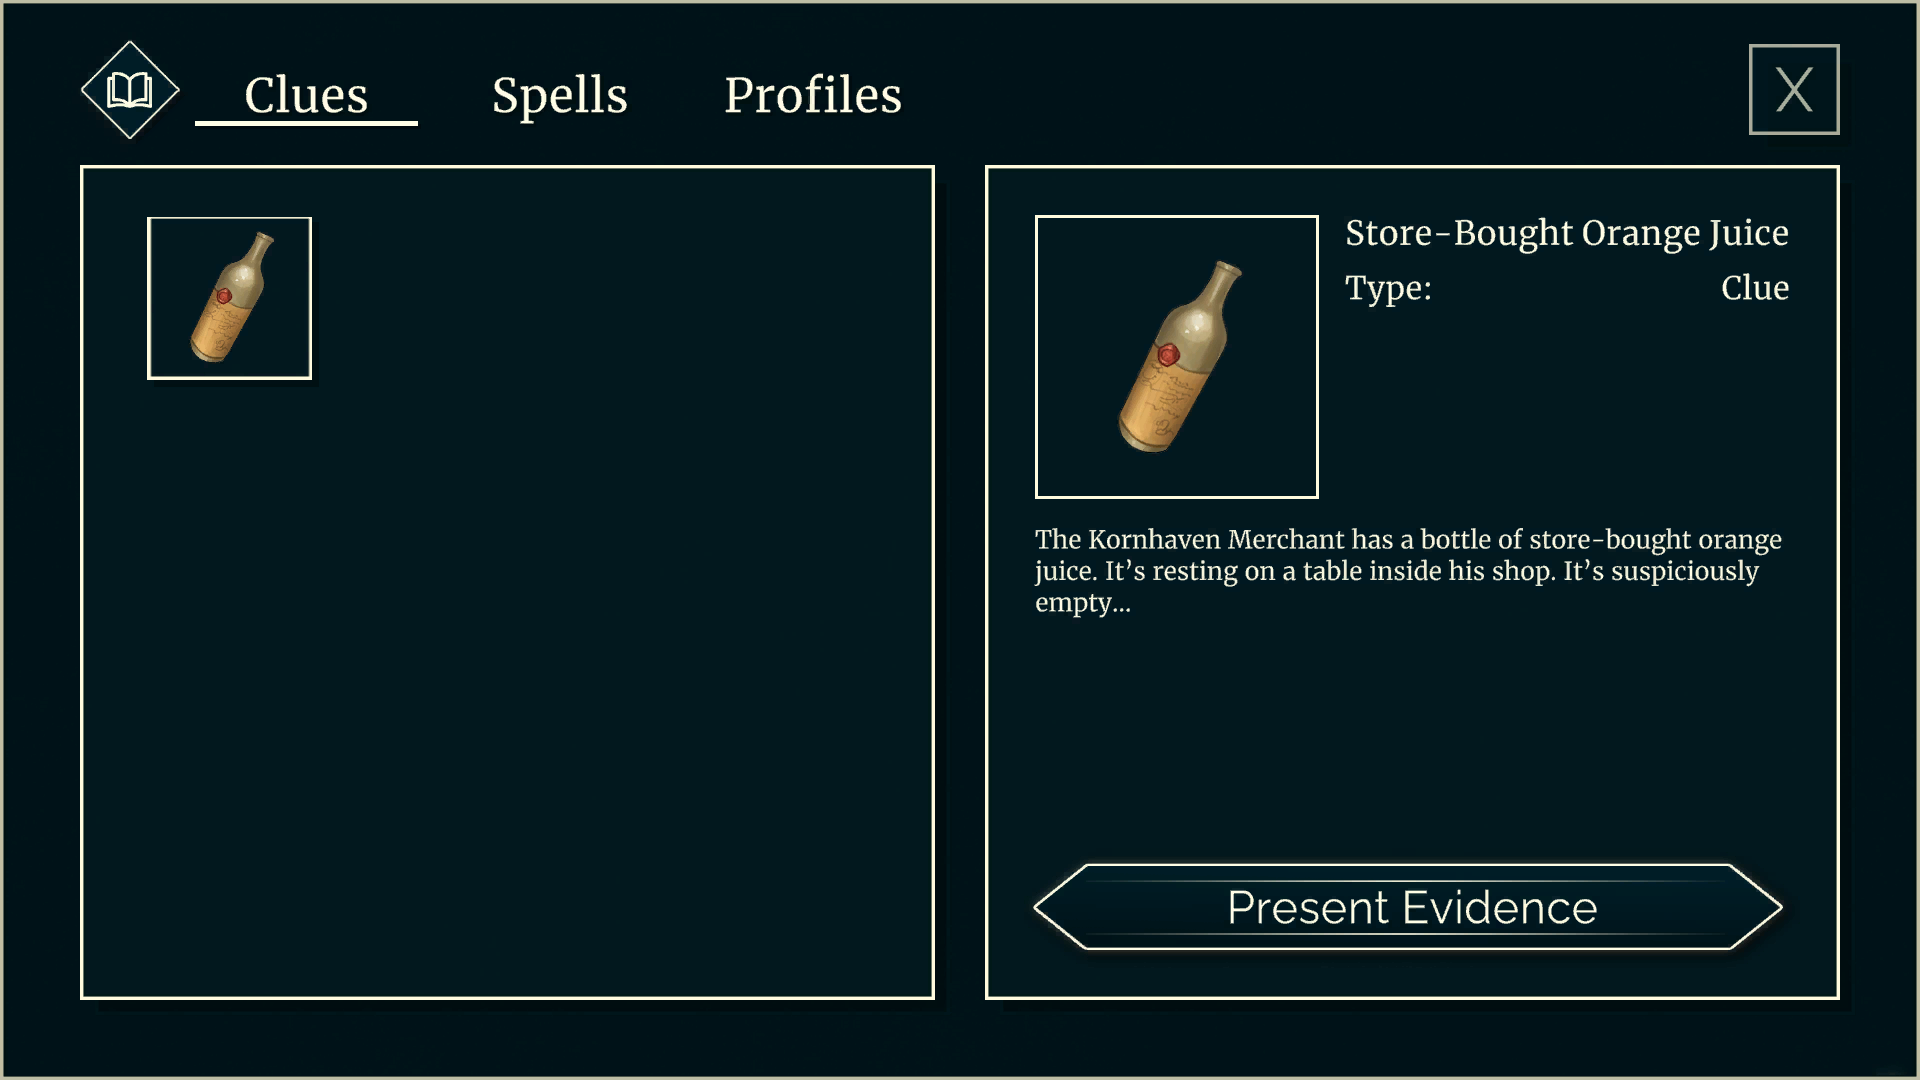 Clues Spells Profiles X
Store-Bought Orange Juice
Type: Clue
The Kornhaven Merchant has a bottle of store-bought orange
juice. It’s resting on a table inside his shop. It’s suspiciously
empty...
Present Evidence